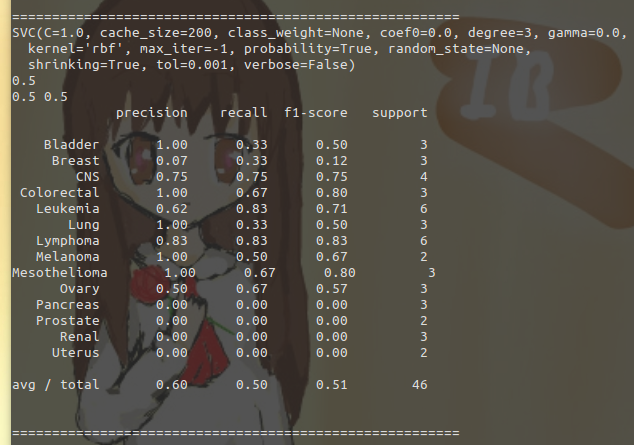 ========================================================
SVC(C=1.0, cache_size=200, class_weight=None, coef0=0.0, degree=3, gamma=0.0,
  kernel='rbf', max_iter=-1, probability=True, random_state=None,
  shrinking=True, tol=0.001, verbose=False)
0.5
0.5 0.5
             precision    recall  f1-score   support

    Bladder       1.00      0.33      0.50         3
     Breast       0.07      0.33      0.12         3
        CNS       0.75      0.75      0.75         4
 Colorectal       1.00      0.67      0.80         3
   Leukemia       0.62      0.83      0.71         6
       Lung       1.00      0.33      0.50         3
   Lymphoma       0.83      0.83      0.83         6
   Melanoma       1.00      0.50      0.67         2
Mesothelioma       1.00      0.67      0.80         3
      Ovary       0.50      0.67      0.57         3
   Pancreas       0.00      0.00      0.00         3
   Prostate       0.00      0.00      0.00         2
      Renal       0.00      0.00      0.00         3
     Uterus       0.00      0.00      0.00         2

avg / total       0.60      0.50      0.51        46

========================================================